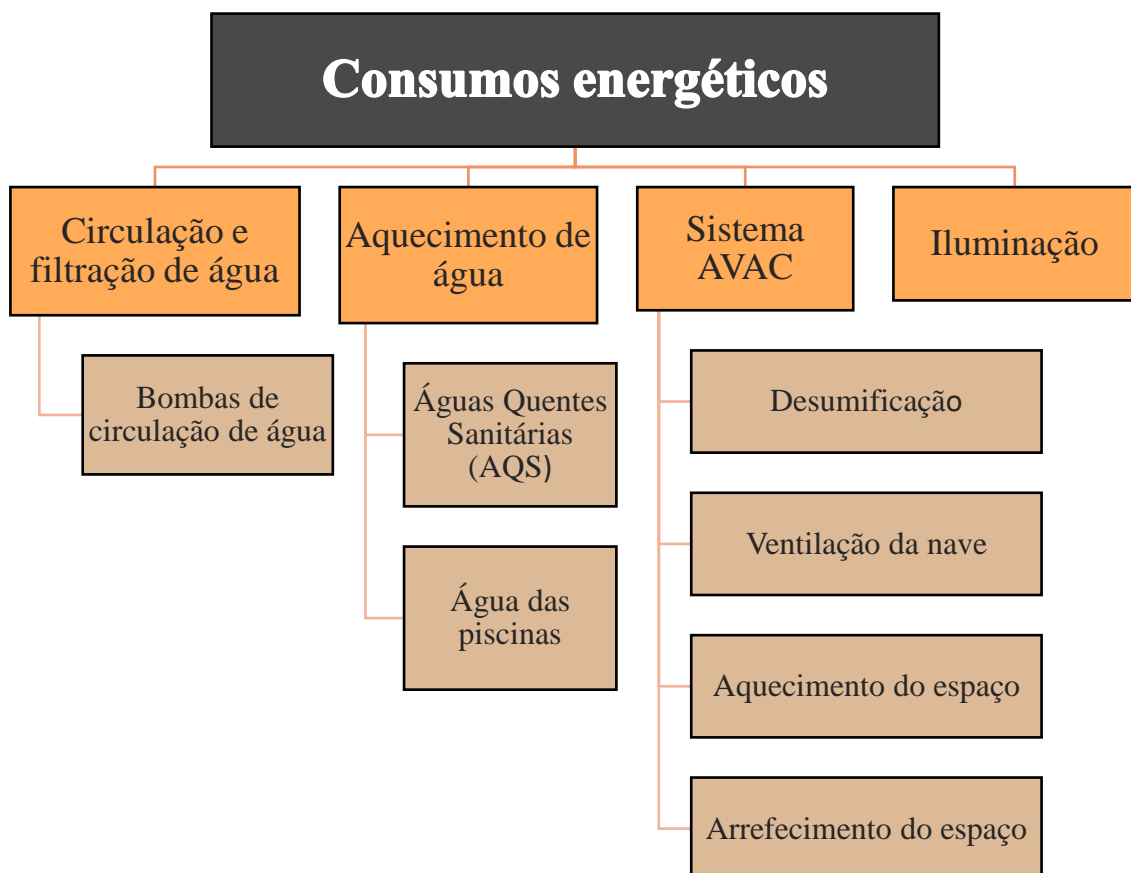 Consumos energéticos
Circulação e
filtração de água
Bombas de
circulação de água
Aquecimento de
água
Águas Quentes
Sanitárias
(AQS)
Água das
piscinas
Sistema
AVAC
Desumificação
Ventilação da nave
Aquecimento do espaço
Arrefecimento do espaço
Iluminação